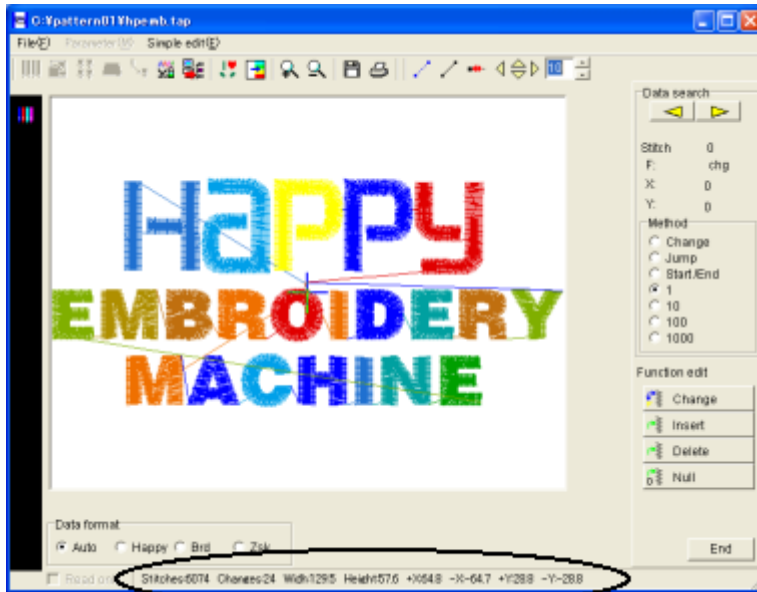 C:¥pattern01¥hpemb.tap
File(F) Parameter(M) Simple edit(E)
10
Data search
Stitch 0
F: chg
X: 0
Y: 0
Method
Change
Jump
Start/End
1
10
100
1000
Happy
EMBROIDERY
MACHINE
Function edit
Change
Insert
Delete
Null
Data format
Auto Happy Brd Zsk
End
Read only
Stitches:6074 Changes:24 Width:129.5 Height:57.6 +X:64.8 -X:-64.7 +Y:28.8 -Y:-28.8